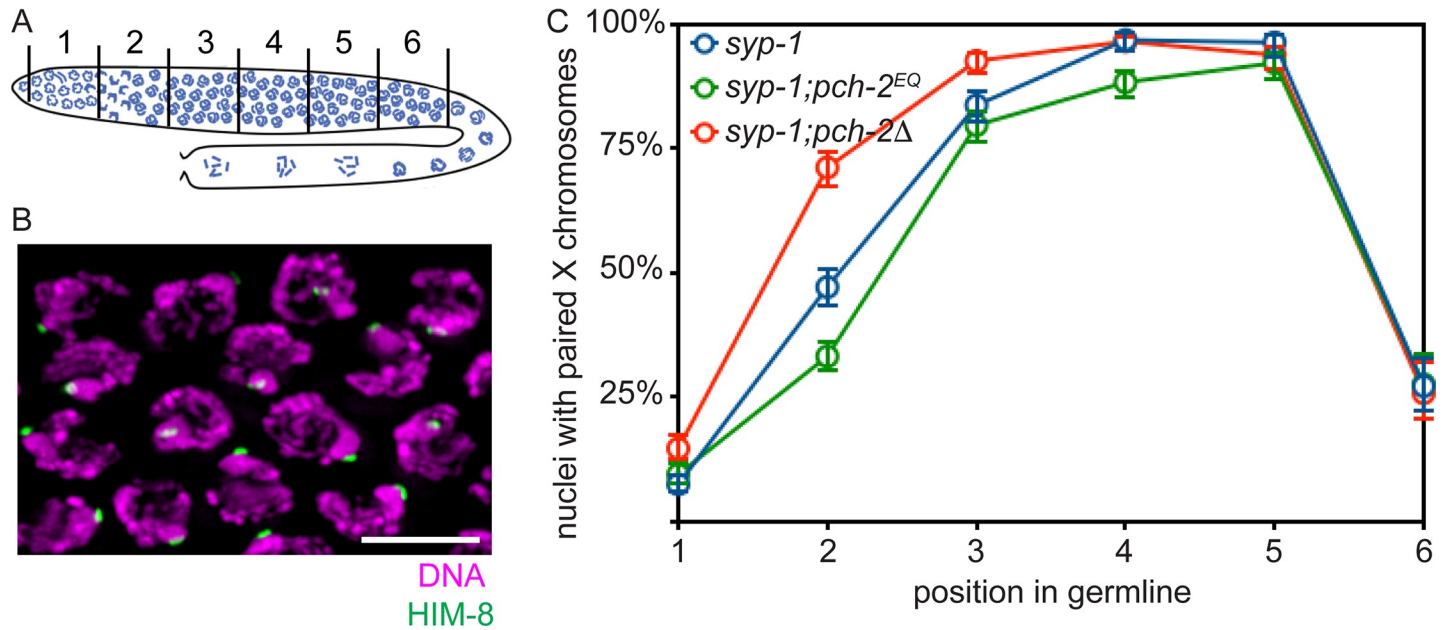 A
1 2 3 4 5 6
B
DNA
HIM-8
C
nuclei with paired X chromosomes
100%
75%
50%
25%
syp-1
syp-1;pch-2EQ
syp-1;pch-2Δ
1 2 3 4 5 6
position in germline